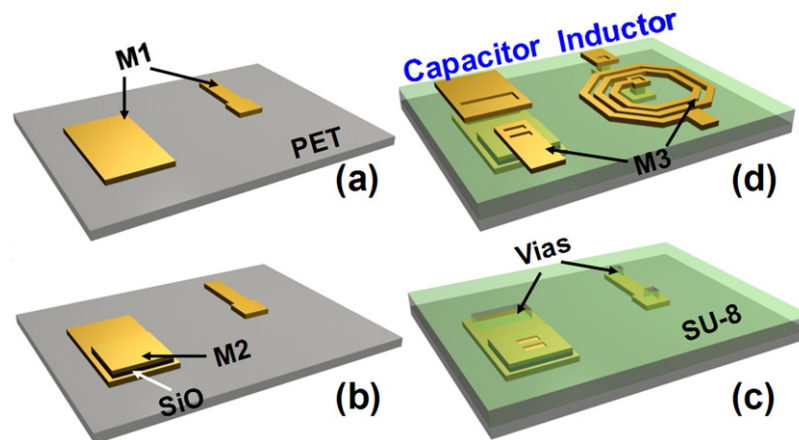 M1
PET
(a)
Capacitor Inductor
M3
(d)
M2
SiO
(b)
Vias
SU-8
(c)